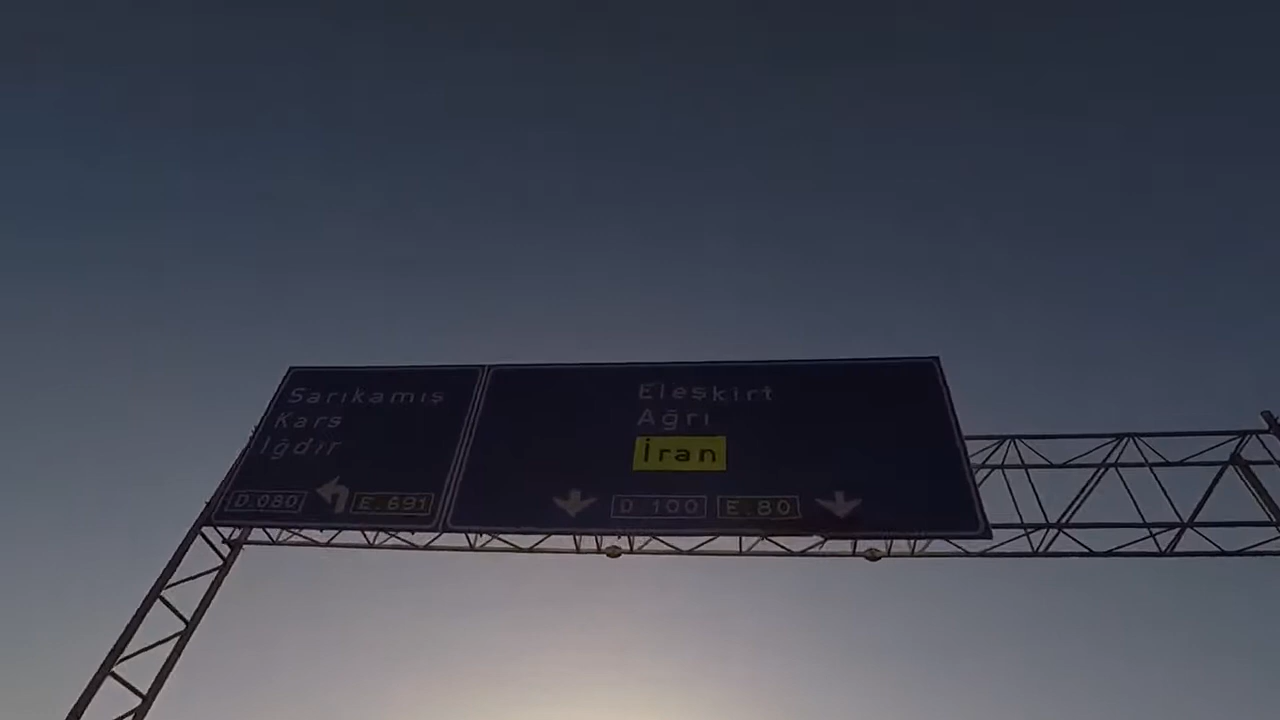 Sarıkamış
Kars
Iğdır
D 080 E 691
Eleşkirt
Ağrı
İran
D 100 E 80